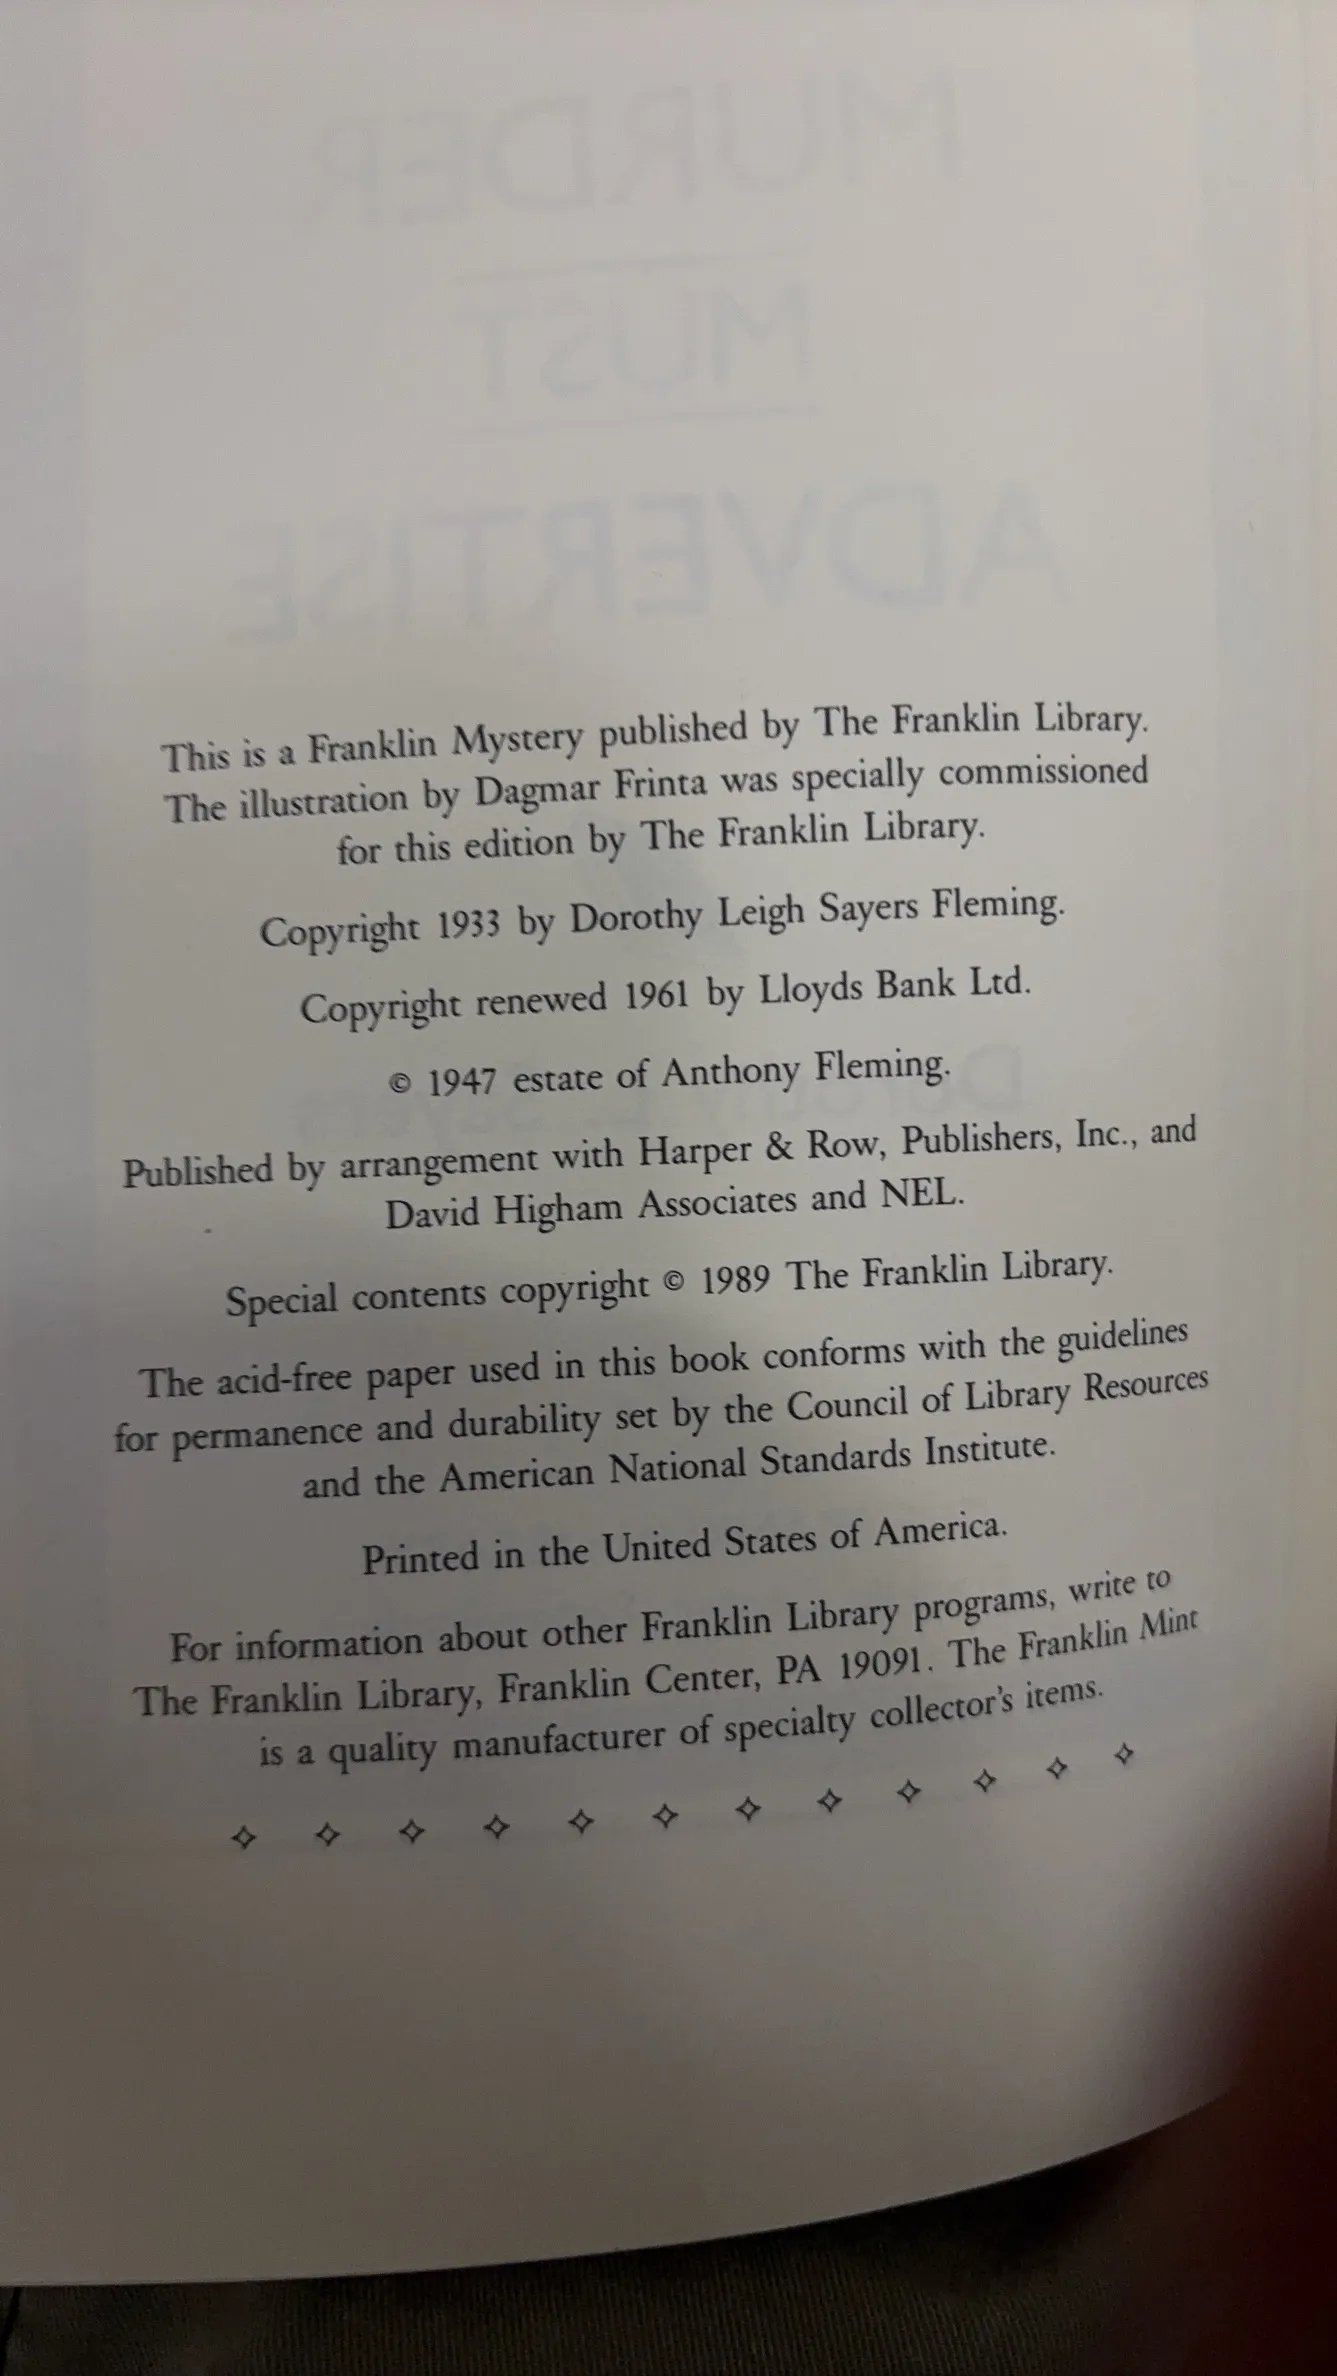 MURDER
MUST
ADVERTISE
This is a Franklin Mystery published by The Franklin Library.
The illustration by Dagmar Frinta was specially commissioned
for this edition by The Franklin Library.
Copyright 1933 by Dorothy Leigh Sayers Fleming.
Copyright renewed 1961 by Lloyds Bank Ltd.
© 1947 estate of Anthony Fleming.
Dorothy L. Sayers
Published by arrangement with Harper & Row, Publishers, Inc., and
David Higham Associates and NEL.
Special contents copyright © 1989 The Franklin Library.
The acid-free paper used in this book conforms with the guidelines
for permanence and durability set by the Council of Library Resources
and the American National Standards Institute.
Printed in the United States of America.
For information about other Franklin Library programs, write to
The Franklin Library, Franklin Center, PA 19091. The Franklin Mint
is a quality manufacturer of specialty collector's items.